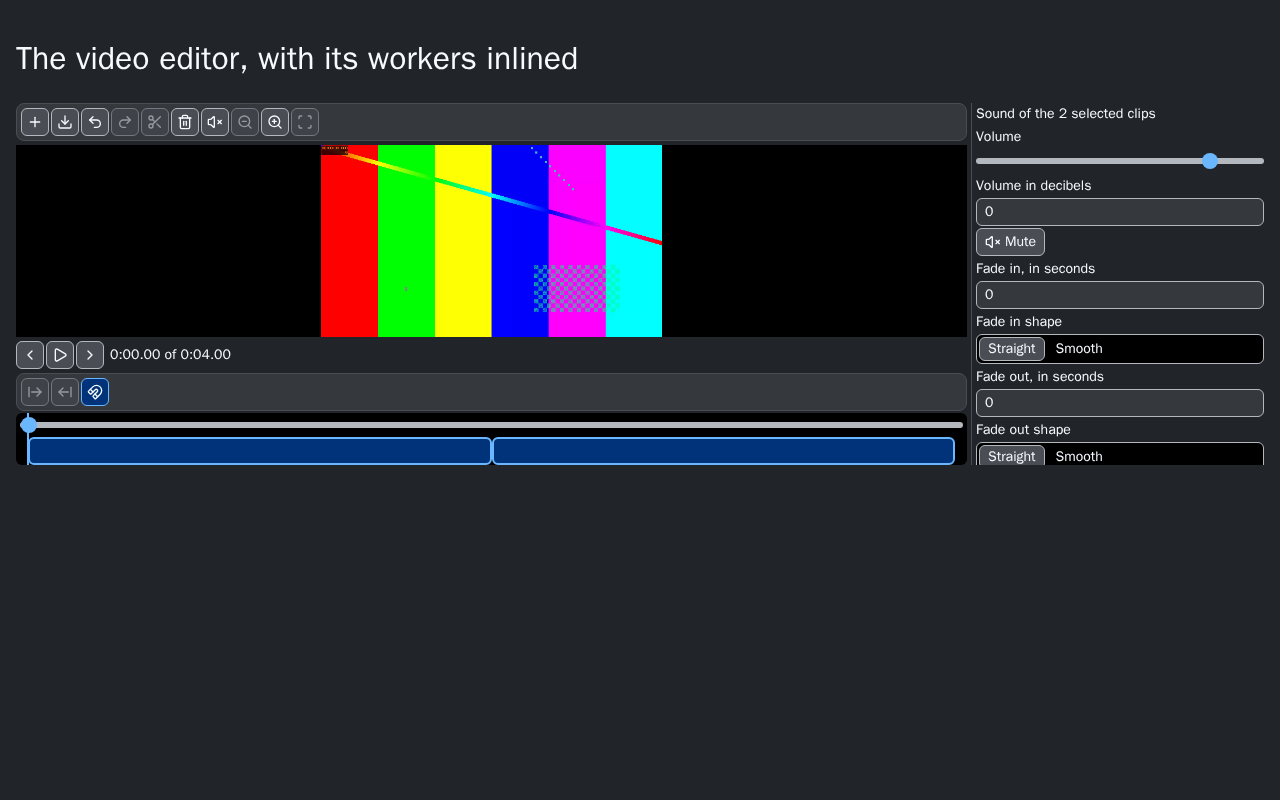 The video editor, with its workers inlined
Sound of the 2 selected clips
Volume
Volume in decibels
0
Mute
Fade in, in seconds
0
Fade in shape
Straight Smooth
0:00.00 of 0:04.00
Fade out, in seconds
0
Fade out shape
Straight Smooth